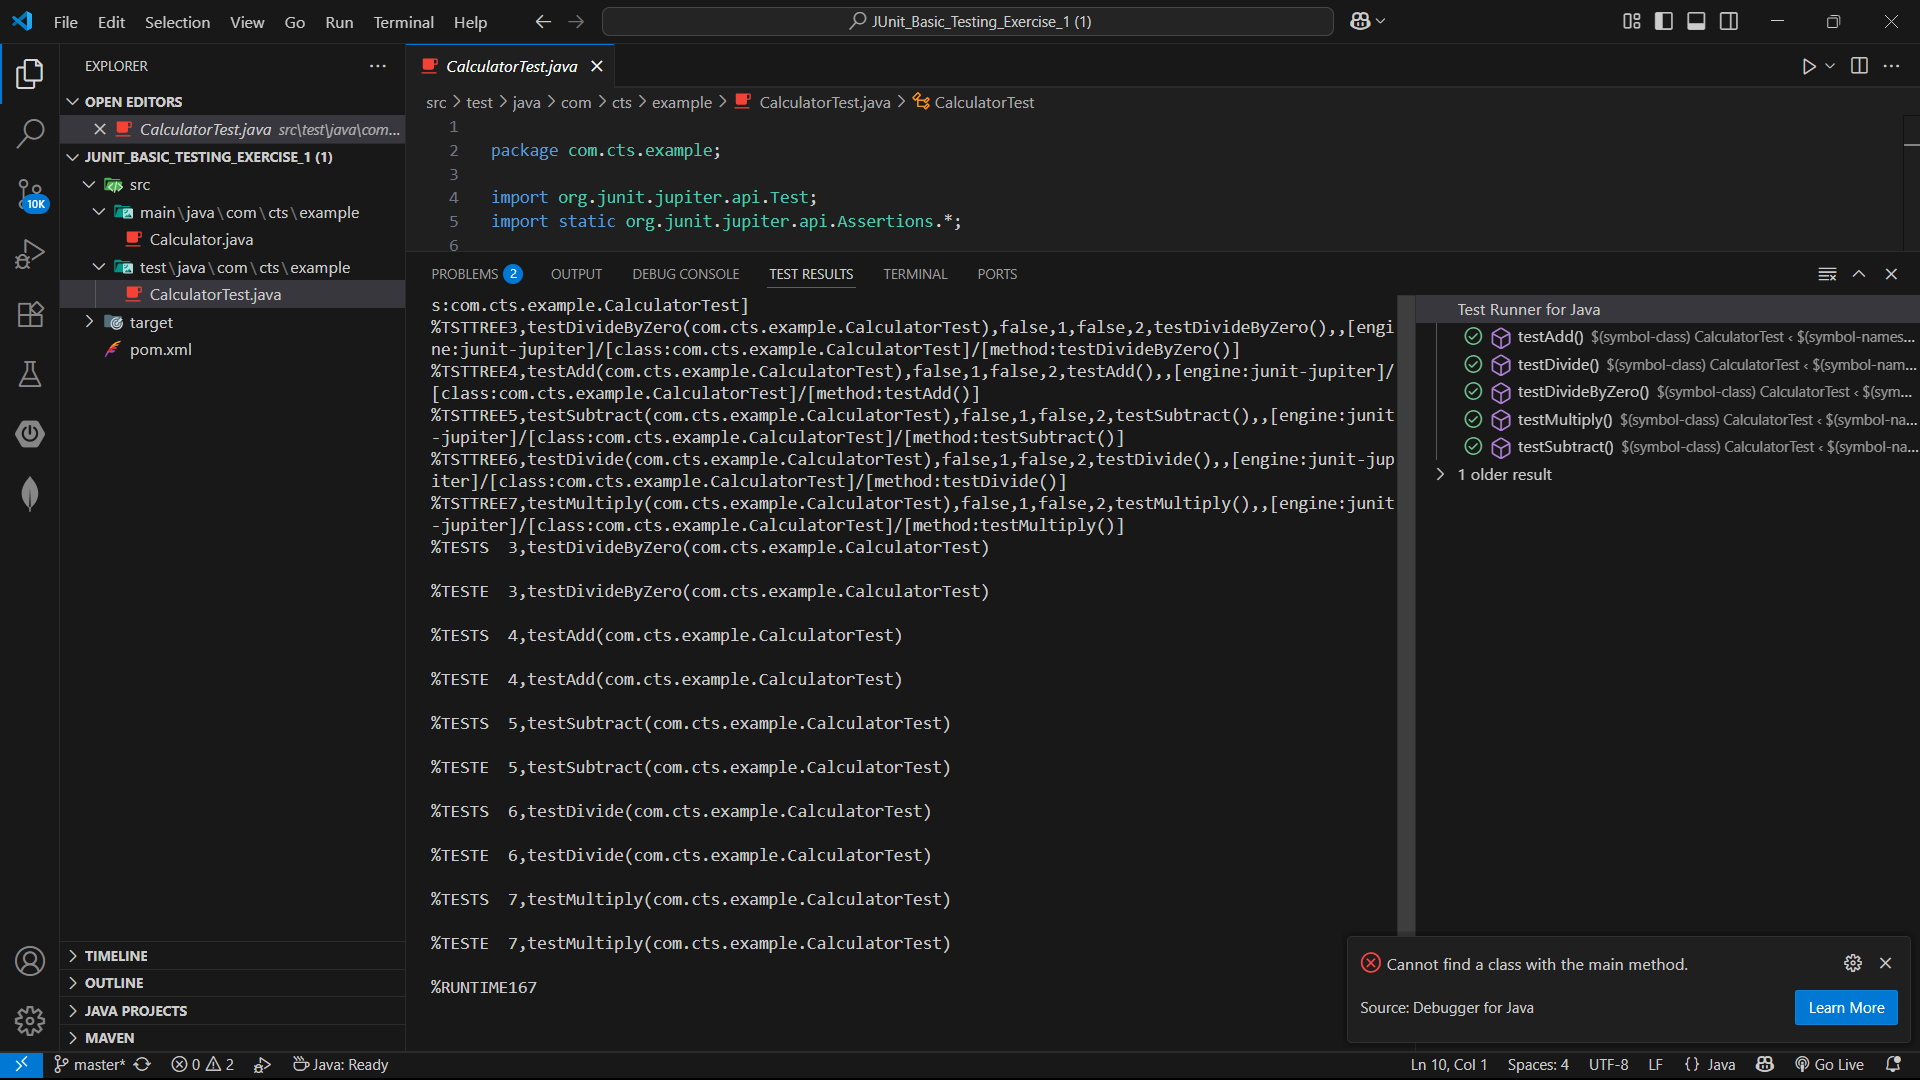 File Edit Selection View Go Run Terminal Help
JUnit_Basic_Testing_Exercise_1 (1)
EXPLORER
OPEN EDITORS
CalculatorTest.java src\test\java\com...
JUNIT_BASIC_TESTING_EXERCISE_1 (1)
src
main\java\com\cts\example
Calculator.java
test\java\com\cts\example
CalculatorTest.java
target
pom.xml
10K
TIMELINE
OUTLINE
JAVA PROJECTS
MAVEN
CalculatorTest.java
src > test > java > com > cts > example > CalculatorTest.java > CalculatorTest
1
2 package com.cts.example;
3
4 import org.junit.jupiter.api.Test;
5 import static org.junit.jupiter.api.Assertions.*;
6
PROBLEMS 2 OUTPUT DEBUG CONSOLE TEST RESULTS TERMINAL PORTS
s:com.cts.example.CalculatorTest]
%TSTTREE3,testDivideByZero(com.cts.example.CalculatorTest),false,1,false,2,testDivideByZero(),,[engi
ne:junit-jupiter]/[class:com.cts.example.CalculatorTest]/[method:testDivideByZero()]
%TSTTREE4,testAdd(com.cts.example.CalculatorTest),false,1,false,2,testAdd(),,[engine:junit-jupiter]/
[class:com.cts.example.CalculatorTest]/[method:testAdd()]
%TSTTREE5,testSubtract(com.cts.example.CalculatorTest),false,1,false,2,testSubtract(),,[engine:junit
-jupiter]/[class:com.cts.example.CalculatorTest]/[method:testSubtract()]
%TSTTREE6,testDivide(com.cts.example.CalculatorTest),false,1,false,2,testDivide(),,[engine:junit-jup
iter]/[class:com.cts.example.CalculatorTest]/[method:testDivide()]
%TSTTREE7,testMultiply(com.cts.example.CalculatorTest),false,1,false,2,testMultiply(),,[engine:junit
-jupiter]/[class:com.cts.example.CalculatorTest]/[method:testMultiply()]
%TESTS  3,testDivideByZero(com.cts.example.CalculatorTest)
%TESTE  3,testDivideByZero(com.cts.example.CalculatorTest)
%TESTS  4,testAdd(com.cts.example.CalculatorTest)
%TESTE  4,testAdd(com.cts.example.CalculatorTest)
%TESTS  5,testSubtract(com.cts.example.CalculatorTest)
%TESTE  5,testSubtract(com.cts.example.CalculatorTest)
%TESTS  6,testDivide(com.cts.example.CalculatorTest)
%TESTE  6,testDivide(com.cts.example.CalculatorTest)
%TESTS  7,testMultiply(com.cts.example.CalculatorTest)
%TESTE  7,testMultiply(com.cts.example.CalculatorTest)
%RUNTIME167
Test Runner for Java
testAdd() $(symbol-class) CalculatorTest < $(symbol-names...
testDivide() $(symbol-class) CalculatorTest < $(symbol-nam...
testDivideByZero() $(symbol-class) CalculatorTest < $(sym...
testMultiply() $(symbol-class) CalculatorTest < $(symbol-na...
testSubtract() $(symbol-class) CalculatorTest < $(symbol-na...
1 older result
Cannot find a class with the main method.
Source: Debugger for Java
Learn More
master* 0 2 Java: Ready
Ln 10, Col 1 Spaces: 4 UTF-8 LF {} Java Go Live